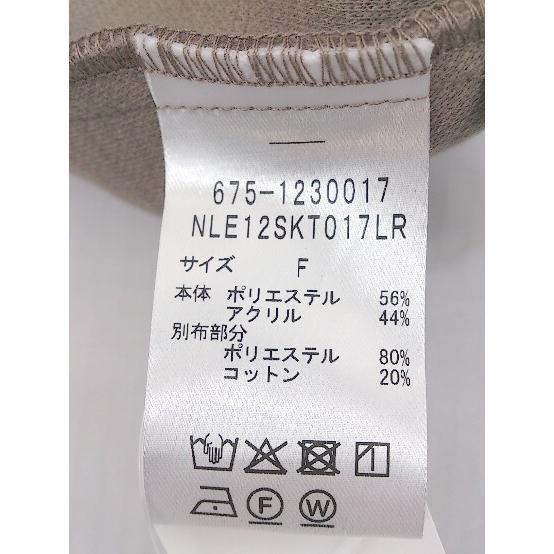 675-1230017
NLE12SKT017LR
サイズ F
本体 ポリエステル 56%
アクリル 44%
別布部分
ポリエステル 80%
コットン 20%
F W